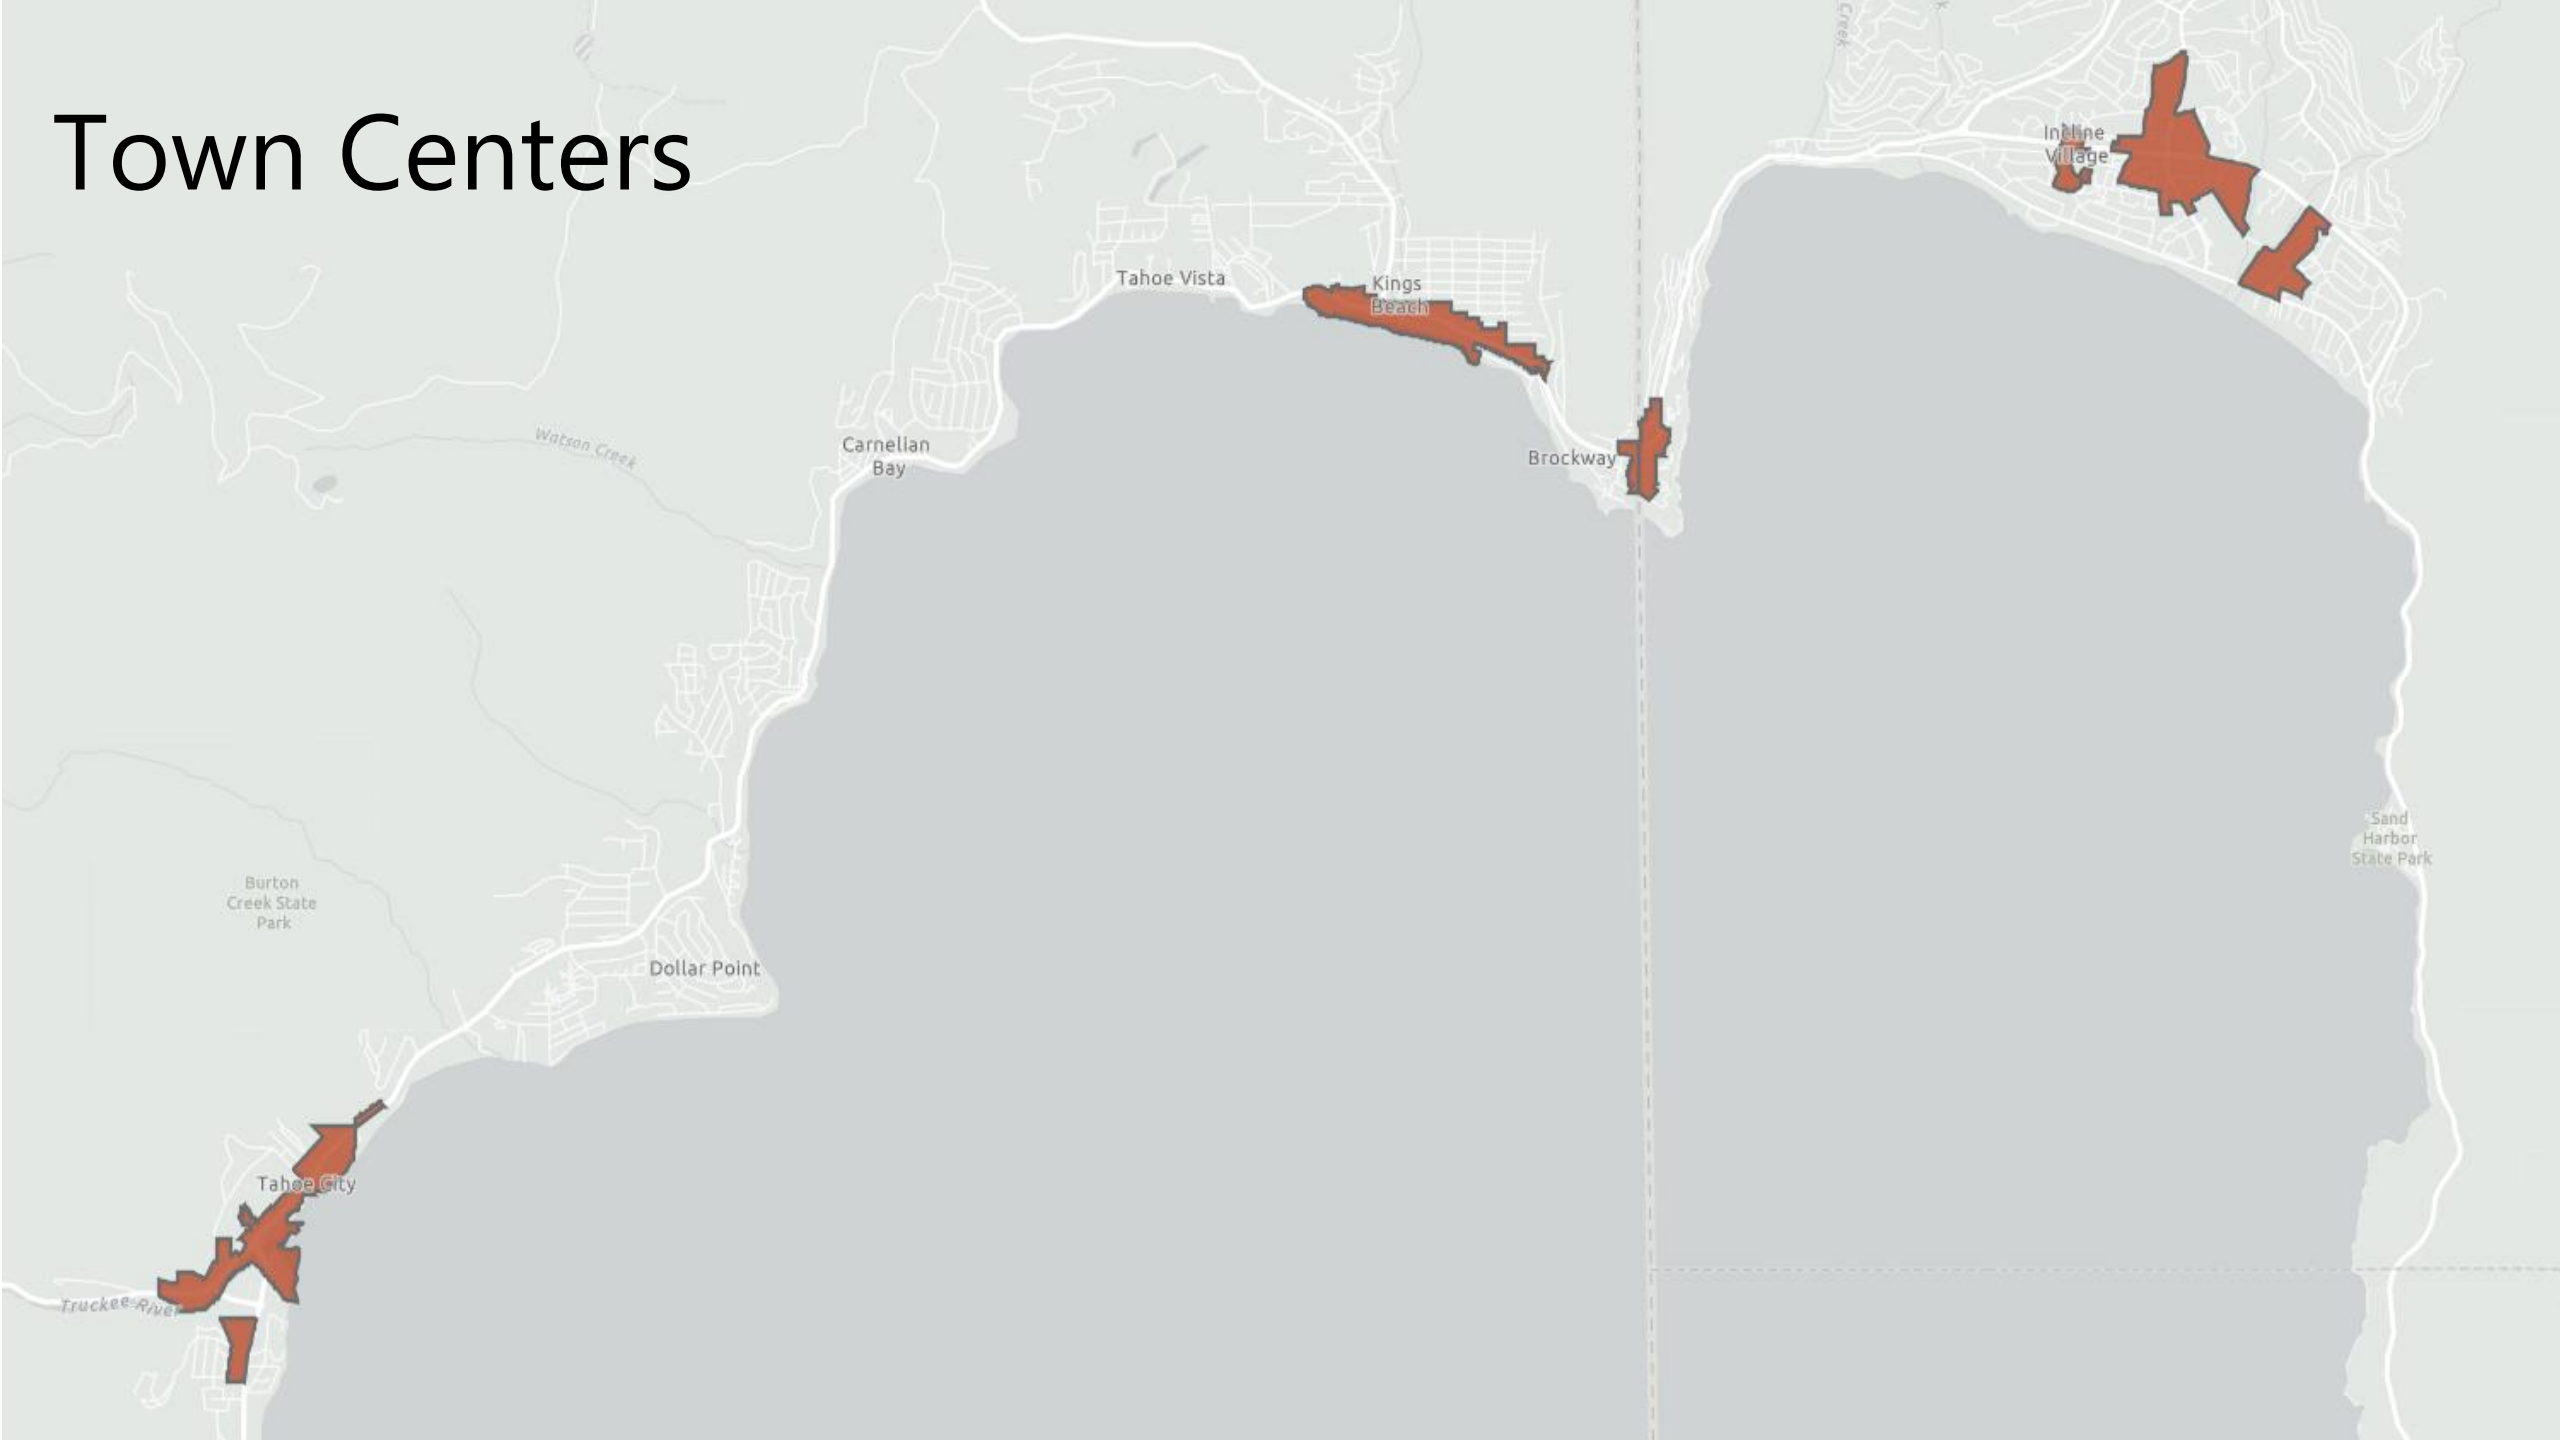 Town Centers
Creek
k
Incline
Village
Tahoe Vista
Kings
Beach
Watson Creek
Carnelian
Bay
Brockway
Sand
Harbor
State Park
Burton
Creek State
Park
Dollar Point
Tahoe City
Truckee River